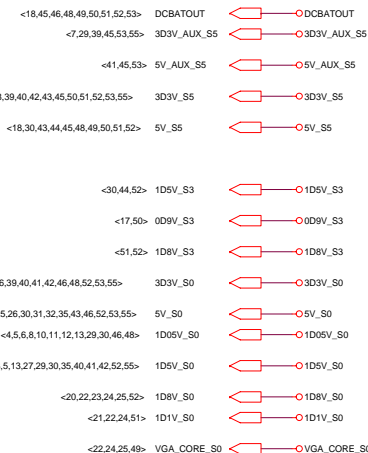 <18,45,46,48,49,50,51,52,53> DCBATOUT DCBATOUT
<7,29,39,45,53,55> 3D3V_AUX_S5 3D3V_AUX_S5
<41,45,53> 5V_AUX_S5 5V_AUX_S5
,39,40,42,43,45,50,51,52,53,55> 3D3V_S5 3D3V_S5
<18,30,43,44,45,48,49,50,51,52> 5V_S5 5V_S5
<30,44,52> 1D5V_S3 1D5V_S3
<17,50> 0D9V_S3 0D9V_S3
<51,52> 1D8V_S3 1D8V_S3
6,39,40,41,42,46,48,52,53,55> 3D3V_S0 3D3V_S0
5,26,30,31,32,35,43,46,52,53,55> 5V_S0 5V_S0
<4,5,6,8,10,11,12,13,29,30,46,48> 1D05V_S0 1D05V_S0
,5,13,27,29,30,35,40,41,42,52,55> 1D5V_S0 1D5V_S0
<20,22,23,24,25,52> 1D8V_S0 1D8V_S0
<21,22,24,51> 1D1V_S0 1D1V_S0
<22,24,25,49> VGA_CORE_S0 VGA_CORE_S0